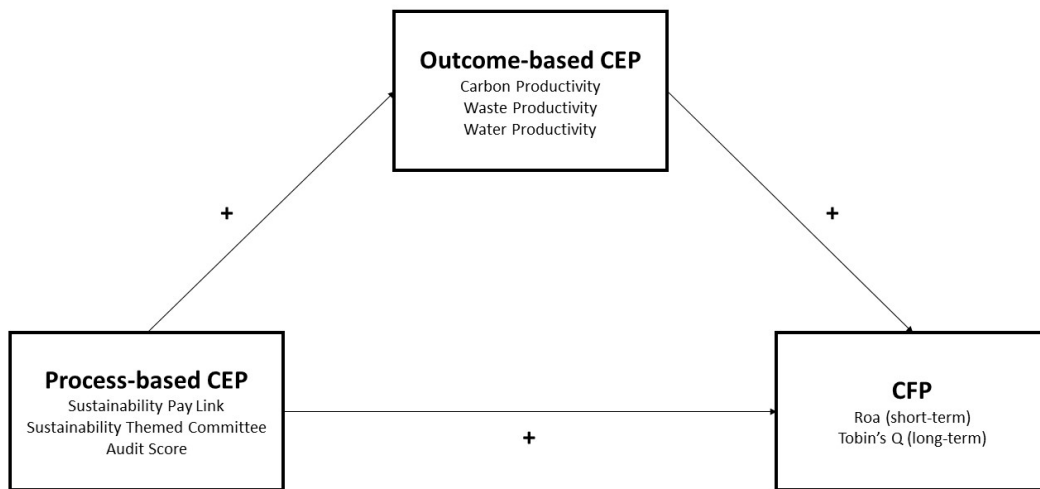 Outcome-based CEP
Carbon Productivity
Waste Productivity
Water Productivity
+
+
Process-based CEP
Sustainability Pay Link
Sustainability Themed Committee
Audit Score
+
CFP
Roa (short-term)
Tobin's Q (long-term)